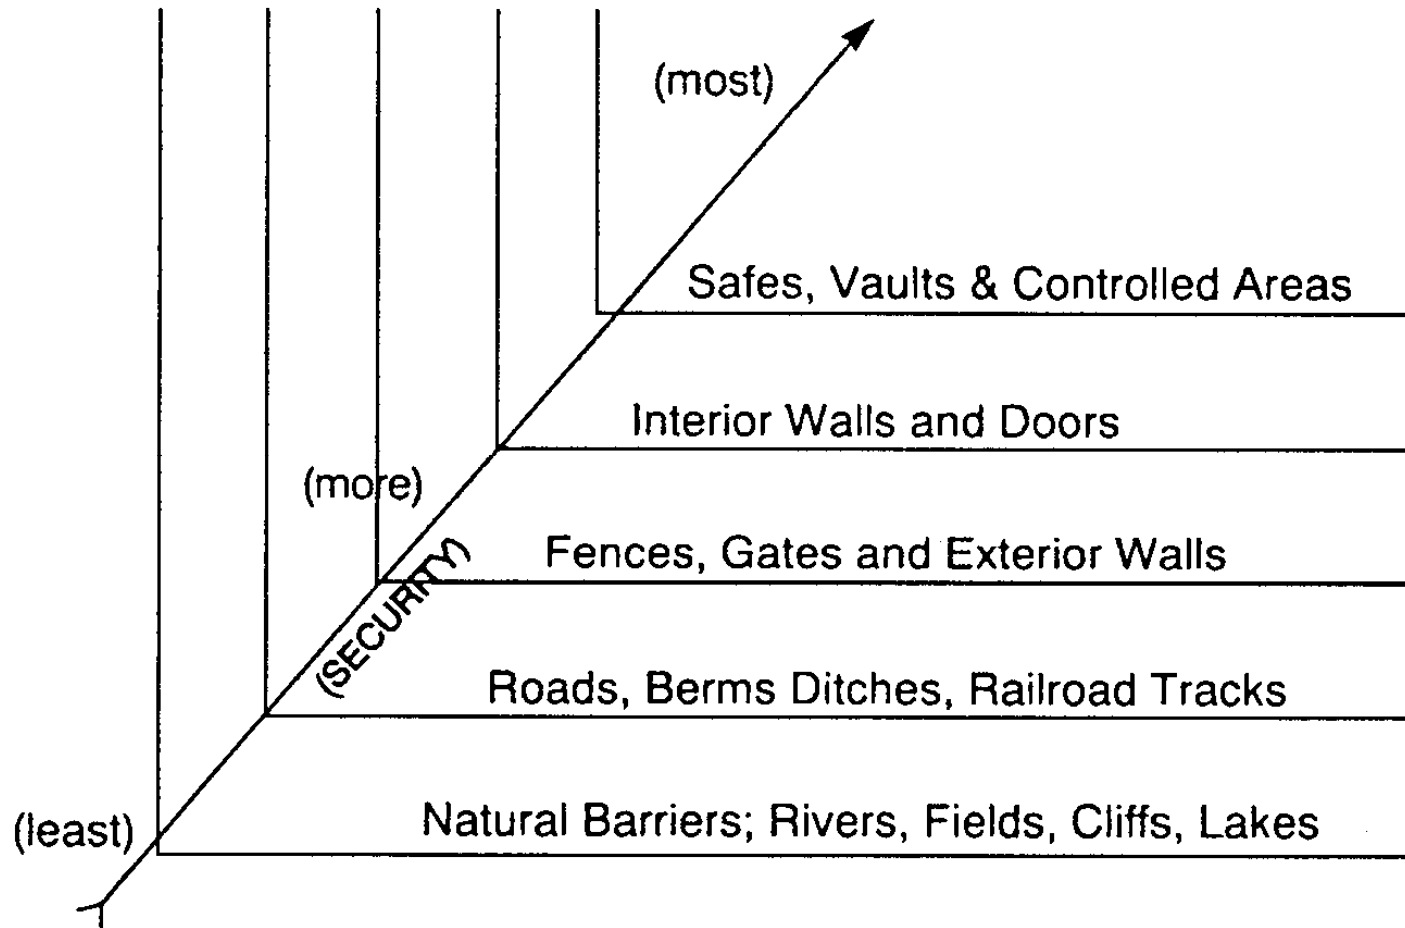 (most)
Safes, Vaults & Controlled Areas
Interior Walls and Doors
(more)
Fences, Gates and Exterior Walls
(SECURITY)
Roads, Berms Ditches, Railroad Tracks
Natural Barriers; Rivers, Fields, Cliffs, Lakes
(least)